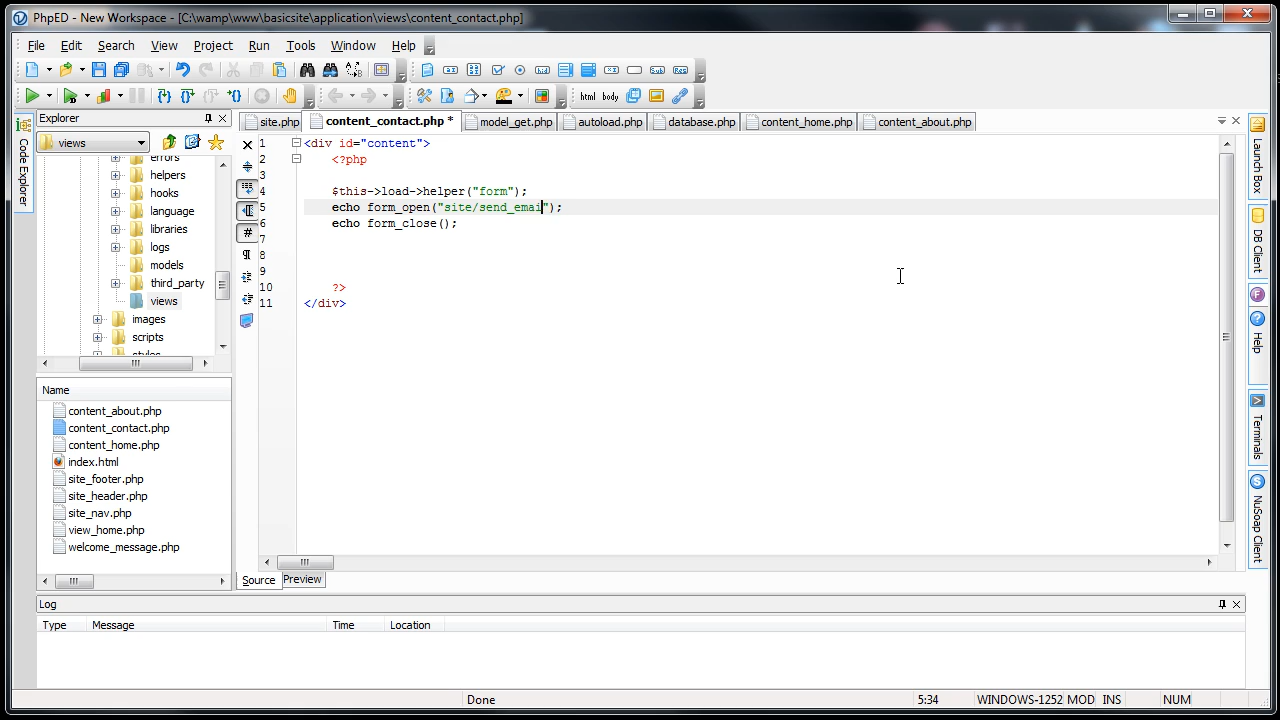 PhpED - New Workspace - [C:\wamp\www\basicsite\application\views\content_contact.php]
File Edit Search View Project Run Tools Window Help
html body
Explorer
site.php content_contact.php * model_get.php autoload.php database.php content_home.php content_about.php
Code Explorer
views
errors
helpers
hooks
language
libraries
logs
models
third_party
views
images
scripts
styles
1 <div id="content">
2 <?php
3
4 $this->load->helper("form");
5 echo form_open("site/send_emai");
6 echo form_close();
7
8
9
10 ?>
11 </div>
Name
content_about.php
content_contact.php
content_home.php
index.html
site_footer.php
site_header.php
site_nav.php
view_home.php
welcome_message.php
Source Preview
Launch Box
DB Client
Help
Terminals
NuSoap Client
Log
Type Message Time Location
Done 5:34 WINDOWS-1252 MOD INS NUM